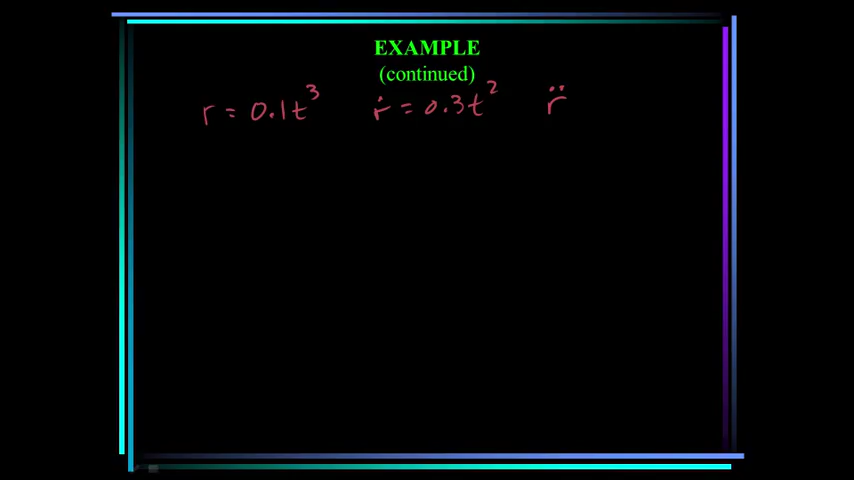 EXAMPLE
(continued)
r = 0.1t³ ṙ = 0.3t² r̈